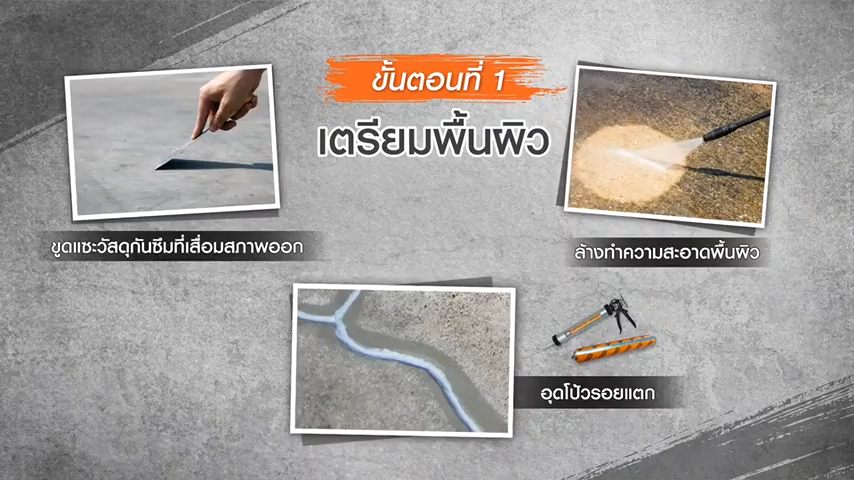 ขั้นตอนที่ 1
เตรียมพื้นผิว
ขูดแซะวัสดุกันซึมที่เสื่อมสภาพออก
ล้างทำความสะอาดพื้นผิว
อุดโป้วรอยแตก